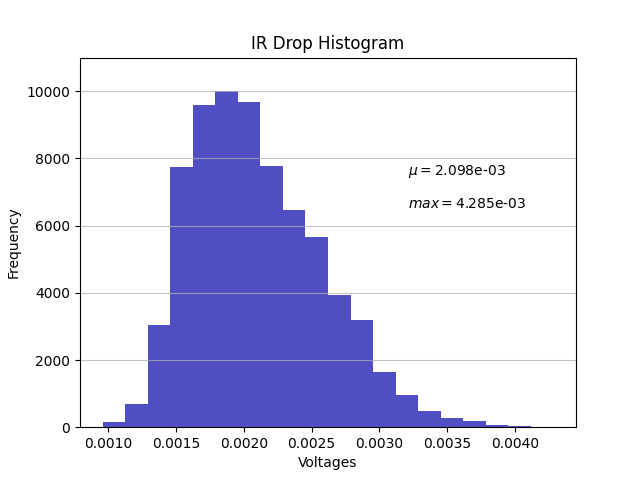 IR Drop Histogram
10000
8000
6000
4000
2000
0
Frequency
μ = 2.098e-03
max = 4.285e-03
0.0010 0.0015 0.0020 0.0025 0.0030 0.0035 0.0040
Voltages